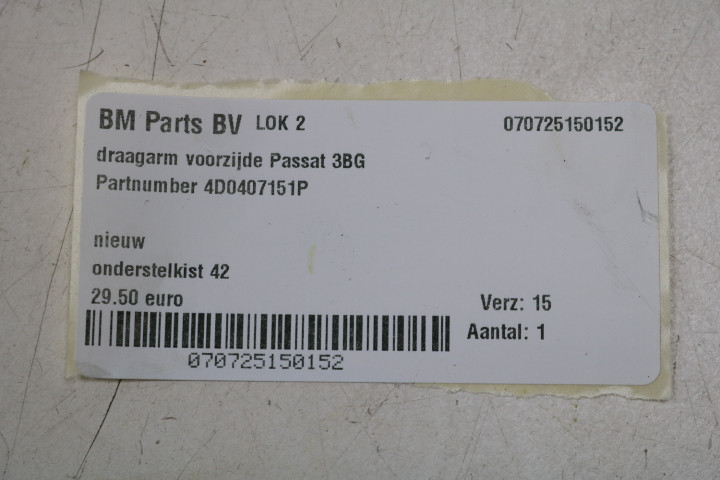 BM Parts BV LOK 2 070725150152
draagarm voorzijde Passat 3BG
Partnumber 4D0407151P
nieuw
onderstelkist 42
29.50 euro Verz: 15
Aantal: 1
070725150152